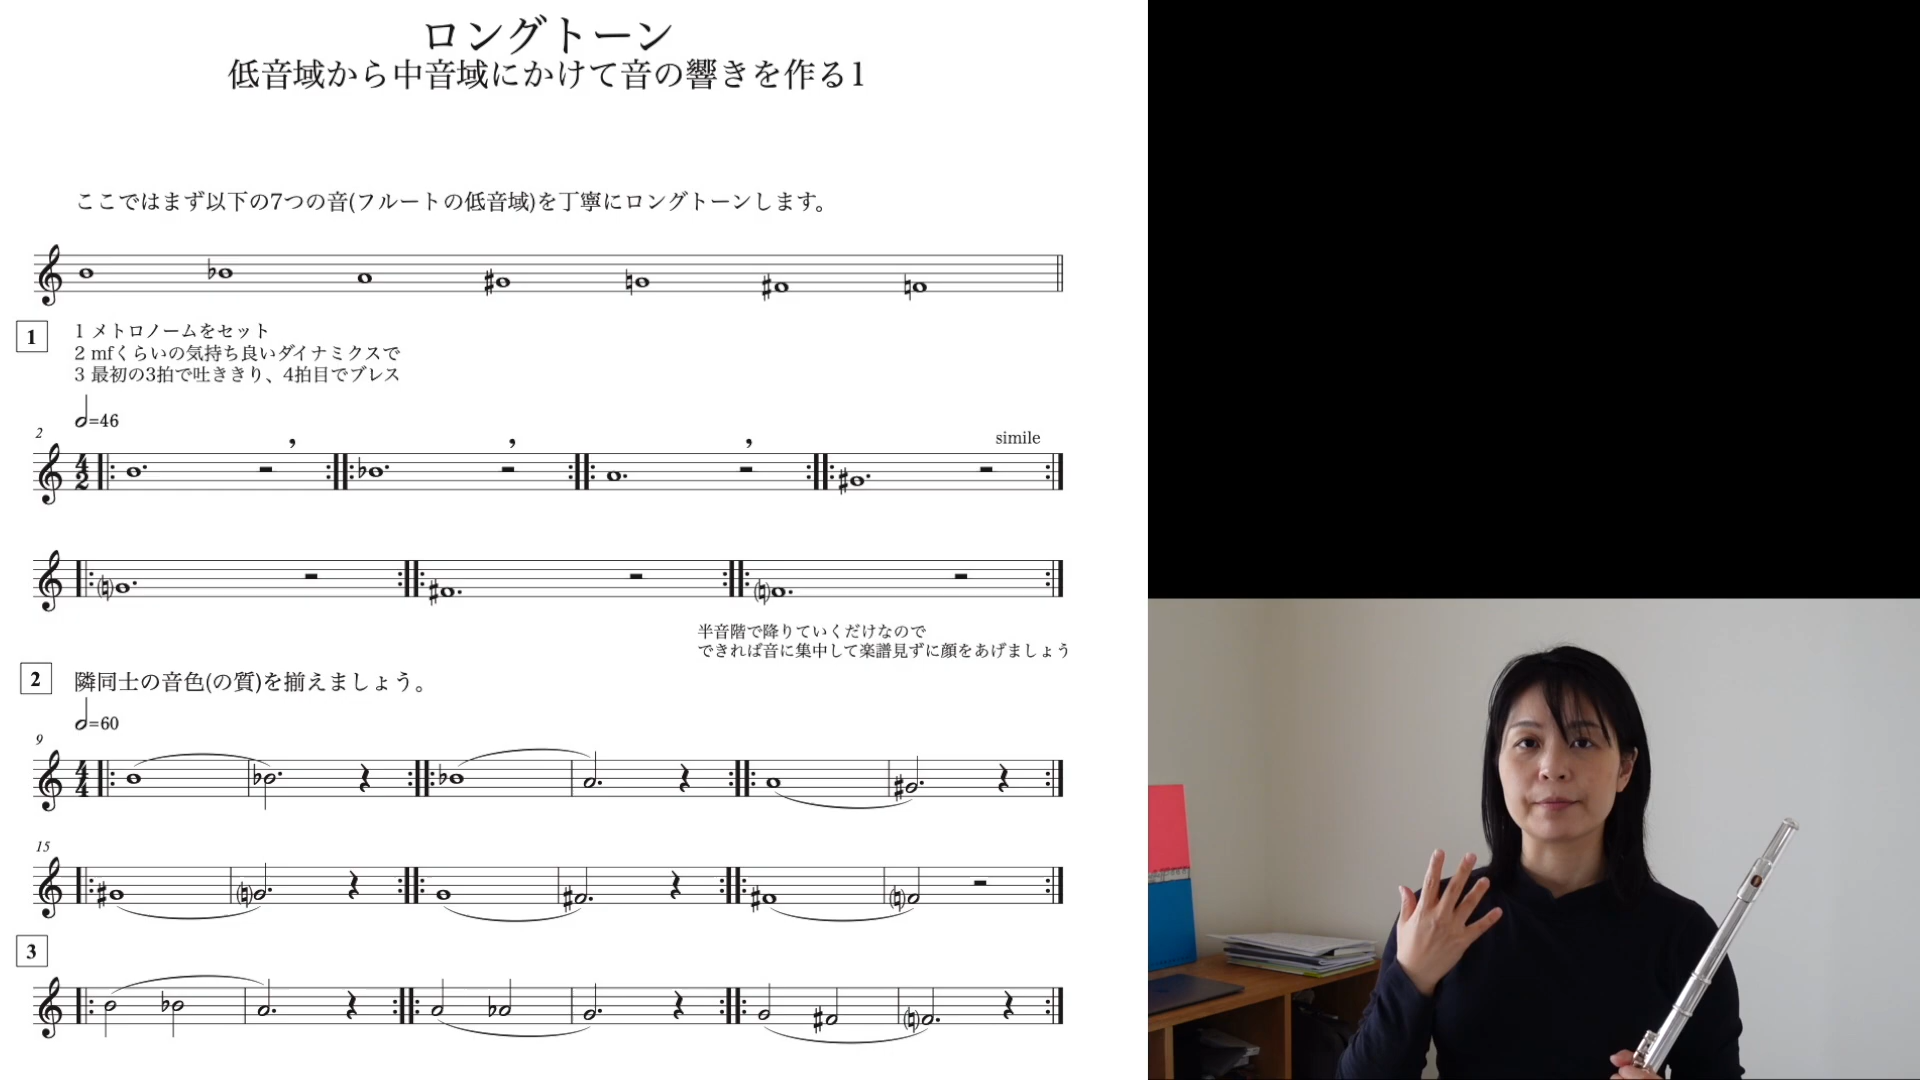 ロングトーン
低音域から中音域にかけて音の響きを作る1
ここではまず以下の7つの音(フルートの低音域)を丁寧にロングトーンします。
1
1 メトロノームをセット
2 mfくらいの気持ち良いダイナミクスで
3 最初の3拍で吐ききり、4拍目でブレス
=46
2
simile
4
2
半音階で降りていくだけなので
できれば音に集中して楽譜見ずに顔をあげましょう
2
隣同士の音色(の質)を揃えましょう。
=60
9
4
4
15
3